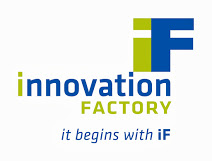 iF
innovation
FACTORY
it begins with iF